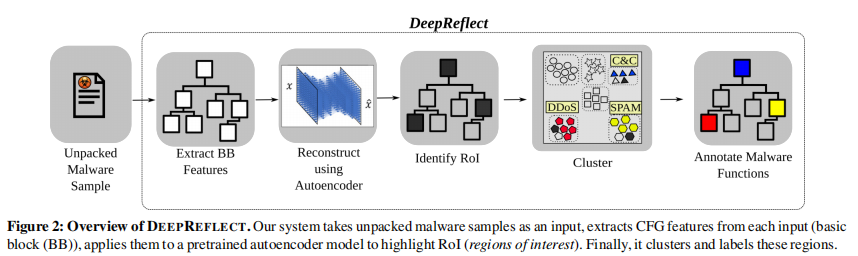 DeepReflect
Unpacked
Malware
Sample
Extract BB
Features
x
x̂
Reconstruct
using
Autoencoder
Identify RoI
C&C
DDoS
SPAM
Cluster
Annotate Malware
Functions
Figure 2: Overview of DEEPREFLECT. Our system takes unpacked malware samples as an input, extracts CFG features from each input (basic
block (BB)), applies them to a pretrained autoencoder model to highlight RoI (regions of interest). Finally, it clusters and labels these regions.